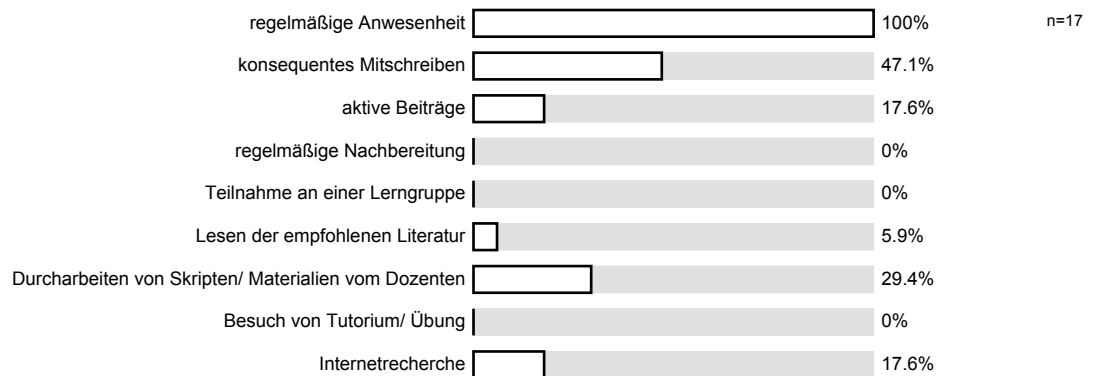 regelmäßige Anwesenheit 100% n=17
konsequentes Mitschreiben 47.1%
aktive Beiträge 17.6%
regelmäßige Nachbereitung 0%
Teilnahme an einer Lerngruppe 0%
Lesen der empfohlenen Literatur 5.9%
Durcharbeiten von Skripten/ Materialien vom Dozenten 29.4%
Besuch von Tutorium/ Übung 0%
Internetrecherche 17.6%